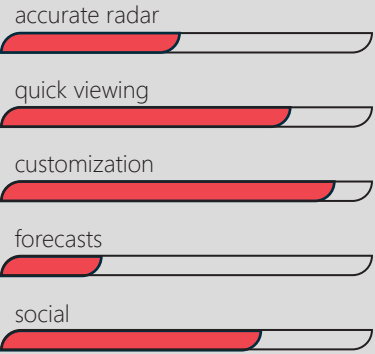 accurate radar
quick viewing
customization
forecasts
social